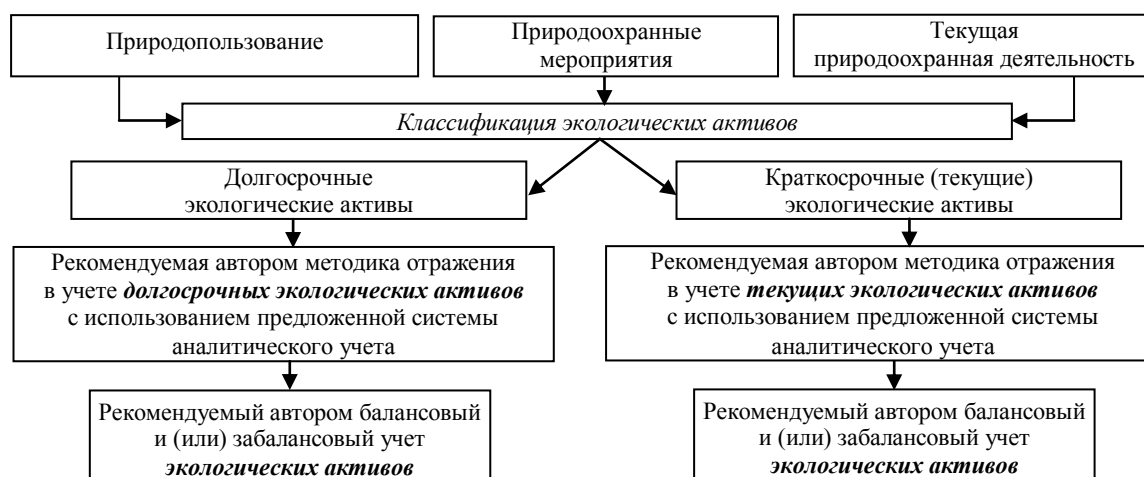 Природопользование
Природоохранные
мероприятия
Текущая
природоохранная деятельность
Классификация экологических активов
Долгосрочные
экологические активы
Краткосрочные (текущие)
экологические активы
Рекомендуемая автором методика отражения
в учете долгосрочных экологических активов
с использованием предложенной системы
аналитического учета
Рекомендуемая автором методика отражения
в учете текущих экологических активов
с использованием предложенной системы
аналитического учета
Рекомендуемый автором балансовый
и (или) забалансовый учет
экологических активов
Рекомендуемый автором балансовый
и (или) забалансовый учет
экологических активов